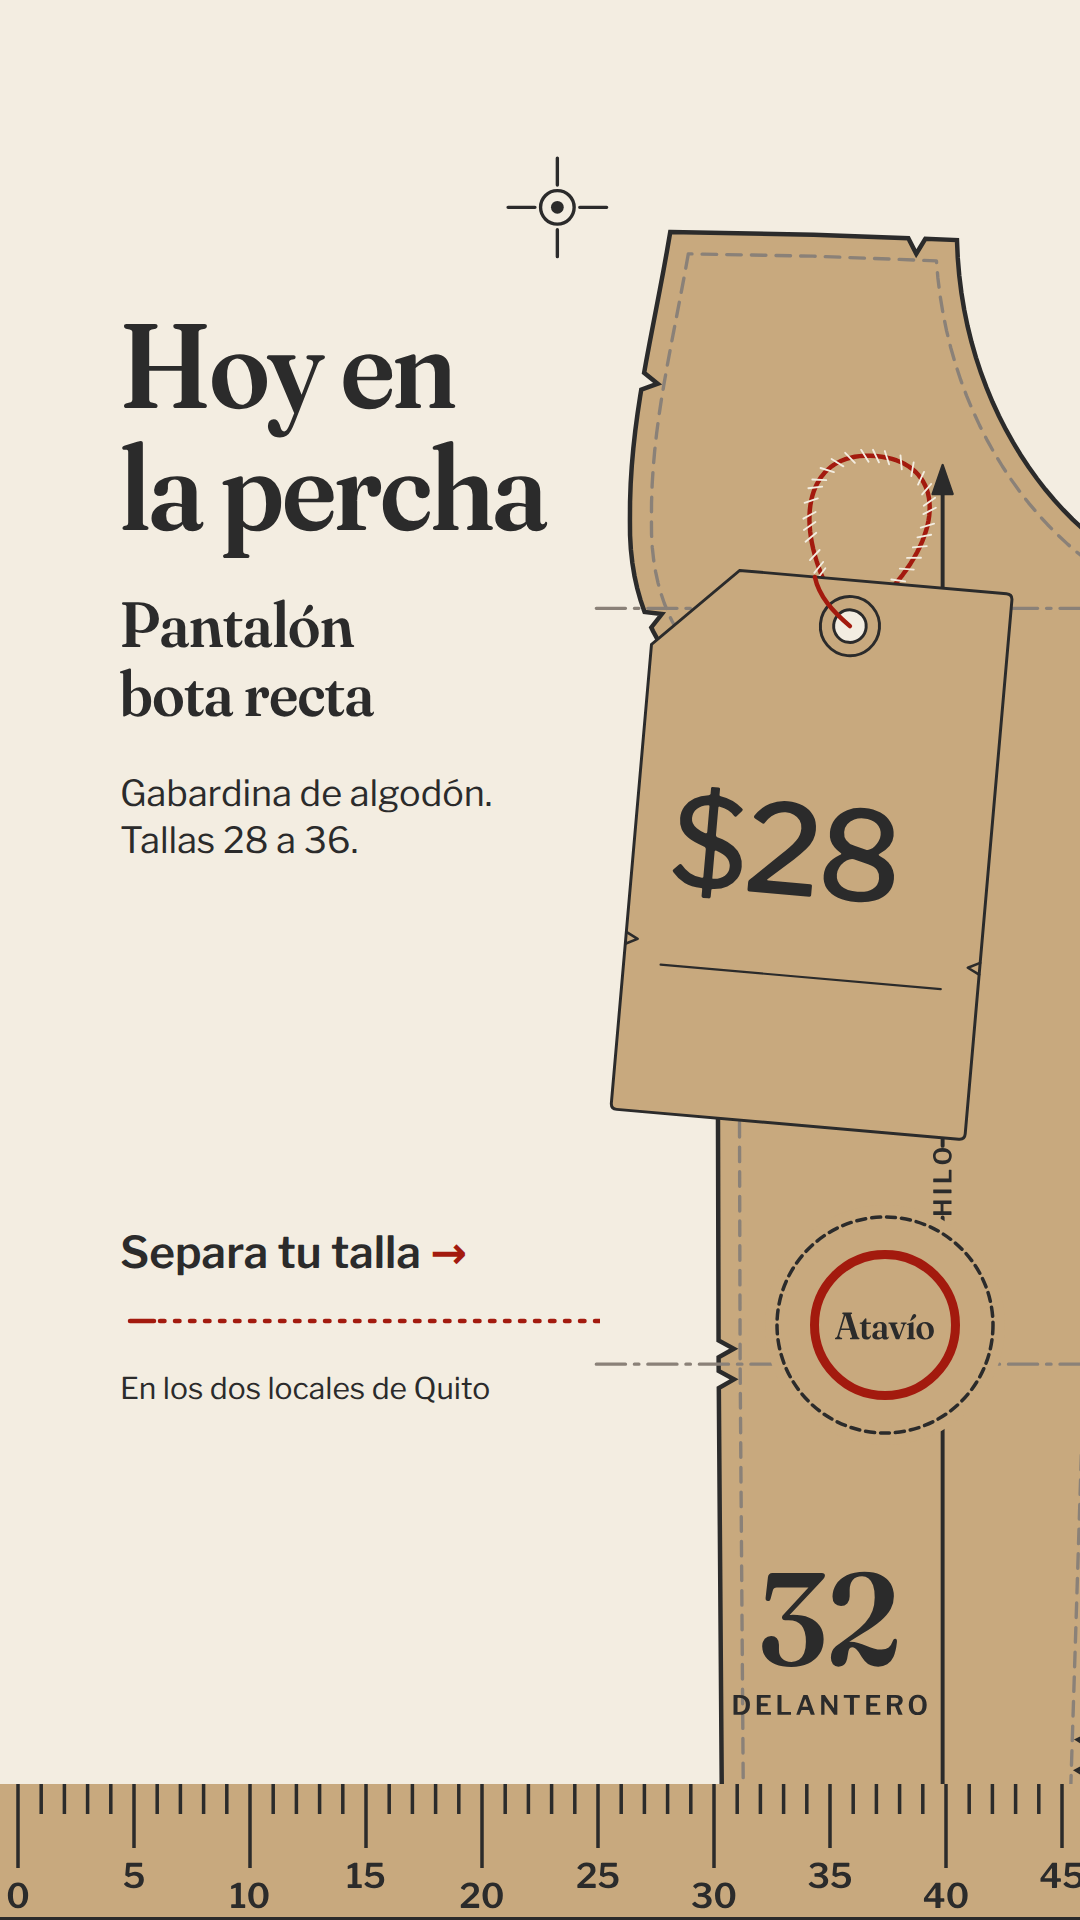 Hoy en
la percha
Pantalón
bota recta
Gabardina de algodón.
Tallas 28 a 36.
$28
HILO
Separa tu talla →
Atavío
En los dos locales de Quito
32
DELANTERO
0 5 10 15 20 25 30 35 40 45